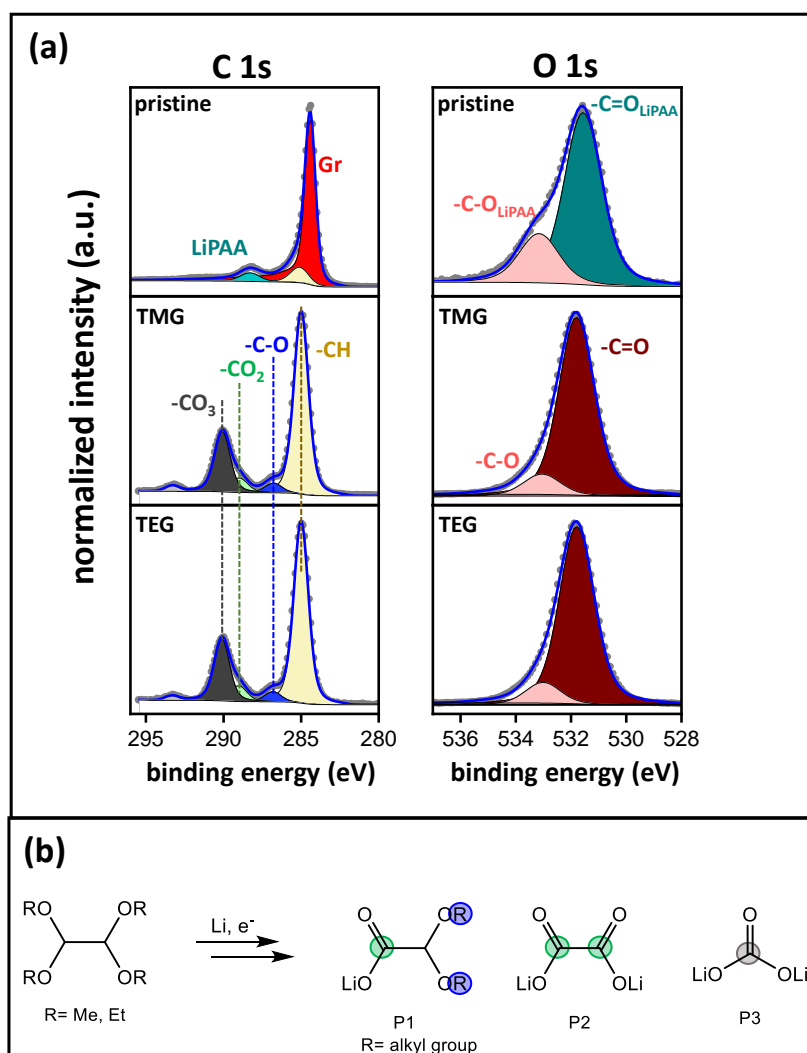 (a)
C 1s
O 1s
normalized intensity (a.u.)
pristine
Gr
LiPAA
pristine
-C=OLiPAA
-C-OLiPAA
TMG
-CO3
-CO2
-C-O
-CH
TMG
-C=O
-C-O
TEG
TEG
295 290 285 280
binding energy (eV)
536 534 532 530 528
binding energy (eV)
(b)
RO OR
RO OR
R= Me, Et
Li, e-
O OR
LiO OR
P1
R= alkyl group
O O
LiO OLi
P2
O
LiO OLi
P3